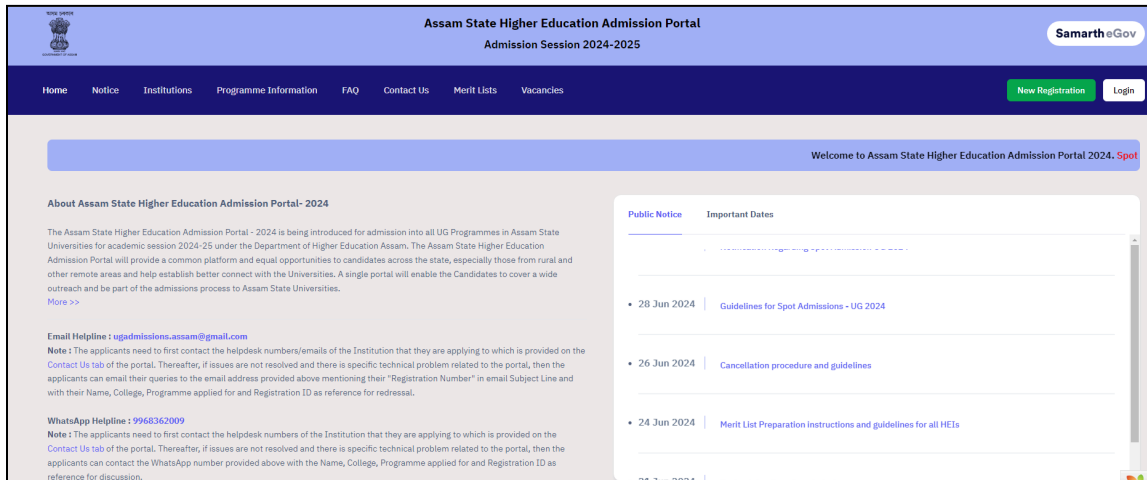 Assam State Higher Education Admission Portal
Admission Session 2024-2025
Samarth eGov
Home Notice Institutions Programme Information FAQ Contact Us Merit Lists Vacancies New Registration Login
Welcome to Assam State Higher Education Admission Portal 2024. Spot
About Assam State Higher Education Admission Portal- 2024
The Assam State Higher Education Admission Portal - 2024 is being introduced for admission into all UG Programmes in Assam State
Universities for academic session 2024-25 under the Department of Higher Education Assam. The Assam State Higher Education
Admission Portal will provide a common platform and equal opportunities to candidates across the state, especially those from rural and
other remote areas and help establish better connect with the Universities. A single portal will enable the Candidates to cover a wide
outreach and be part of the admissions process to Assam State Universities.
More >>
Email Helpline : ugadmissions.assam@gmail.com
Note : The applicants need to first contact the helpdesk numbers/emails of the Institution that they are applying to which is provided on the
Contact Us tab of the portal. Thereafter, if issues are not resolved and there is specific technical problem related to the portal, then the
applicants can email their queries to the email address provided above mentioning their "Registration Number" in email Subject Line and
with their Name, College, Programme applied for and Registration ID as reference for redressal.
WhatsApp Helpline : 9968362009
Note : The applicants need to first contact the helpdesk numbers of the Institution that they are applying to which is provided on the
Contact Us tab of the portal. Thereafter, if issues are not resolved and there is specific technical problem related to the portal, then the
applicants can contact the WhatsApp number provided above with the Name, College, Programme applied for and Registration ID as
reference for discussion.
Public Notice Important Dates
28 Jun 2024 Guidelines for Spot Admissions - UG 2024
26 Jun 2024 Cancellation procedure and guidelines
24 Jun 2024 Merit List Preparation instructions and guidelines for all HEIs